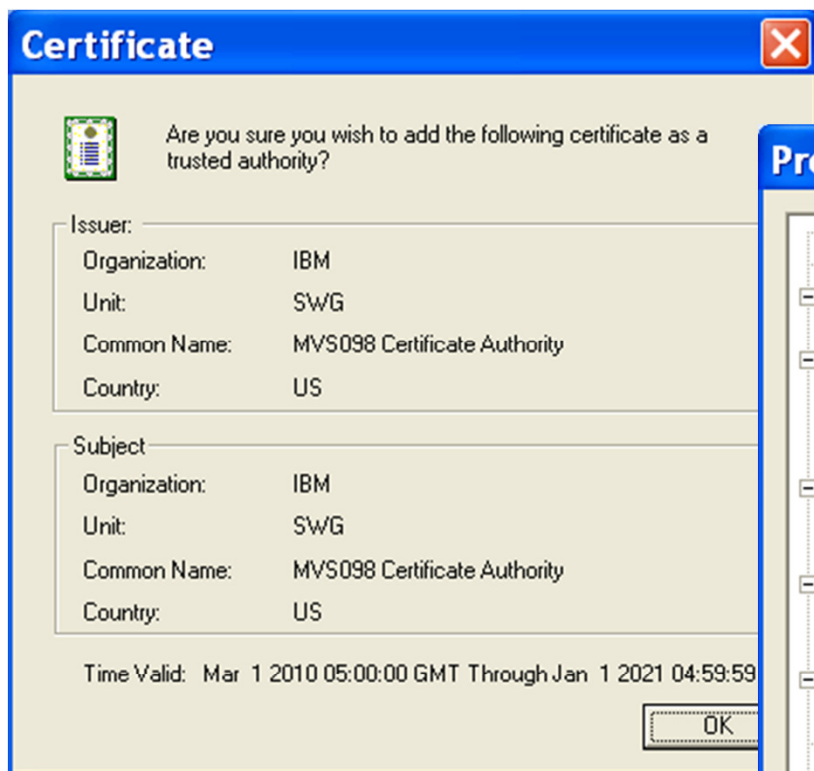 Certificate
Are you sure you wish to add the following certificate as a
trusted authority?
Pr
Issuer:
Organization: IBM
Unit: SWG
Common Name: MVS098 Certificate Authority
Country: US
Subject
Organization: IBM
Unit: SWG
Common Name: MVS098 Certificate Authority
Country: US
Time Valid: Mar 1 2010 05:00:00 GMT Through Jan 1 2021 04:59:59
OK